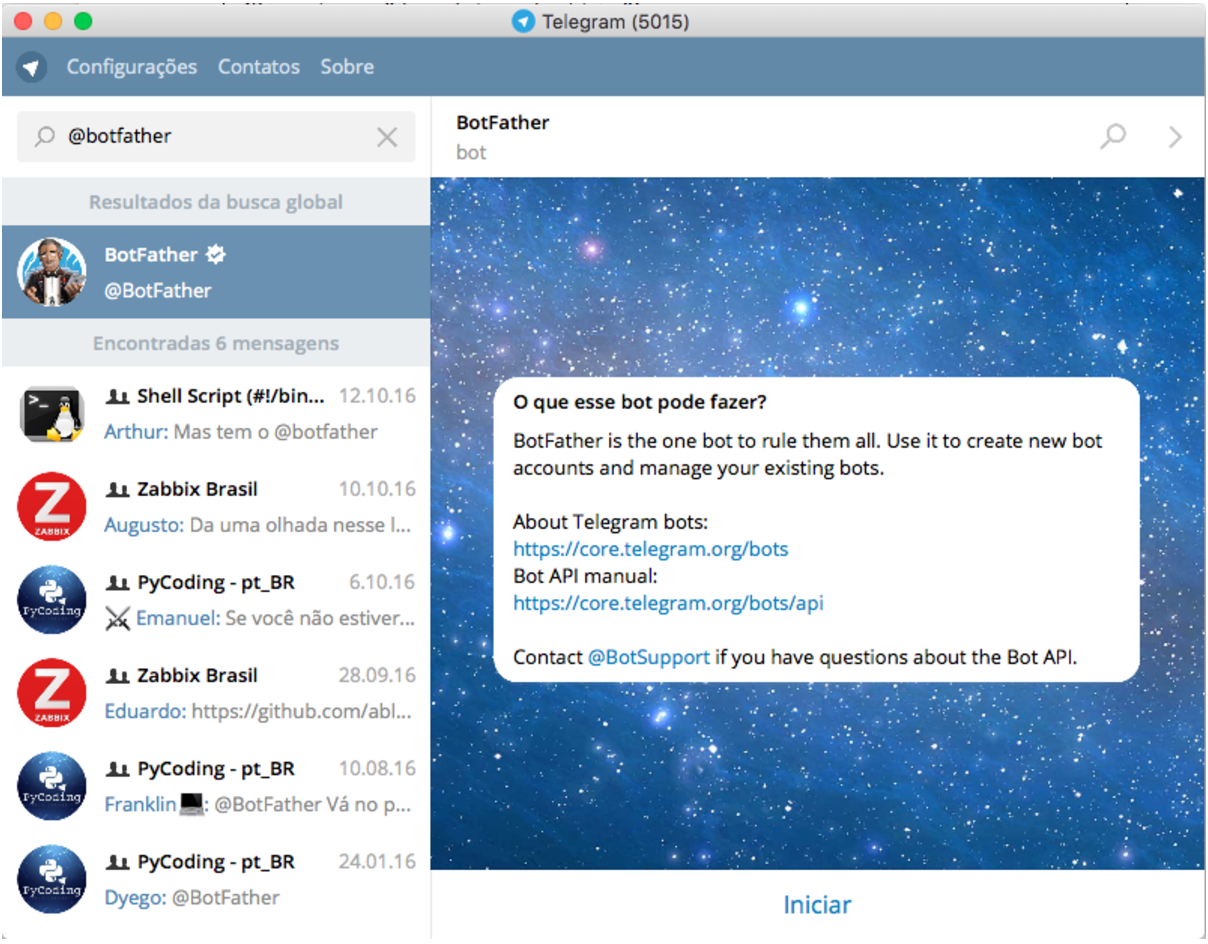 Telegram (5015)
Configurações Contatos Sobre
@botfather
Resultados da busca global
BotFather
@BotFather
Encontradas 6 mensagens
Shell Script (#!/bin... 12.10.16
Arthur: Mas tem o @botfather
Zabbix Brasil 10.10.16
Augusto: Da uma olhada nesse l...
PyCoding - pt_BR 6.10.16
Emanuel: Se você não estiver...
Zabbix Brasil 28.09.16
Eduardo: https://github.com/abl...
PyCoding - pt_BR 10.08.16
Franklin💻: @BotFather Vá no p...
PyCoding - pt_BR 24.01.16
Dyego: @BotFather
>_
Z
ZABBIX
PyCoding
Z
ZABBIX
PyCoding
PyCoding
BotFather
bot
O que esse bot pode fazer?
BotFather is the one bot to rule them all. Use it to create new bot
accounts and manage your existing bots.
About Telegram bots:
https://core.telegram.org/bots
Bot API manual:
https://core.telegram.org/bots/api
Contact @BotSupport if you have questions about the Bot API.
Iniciar